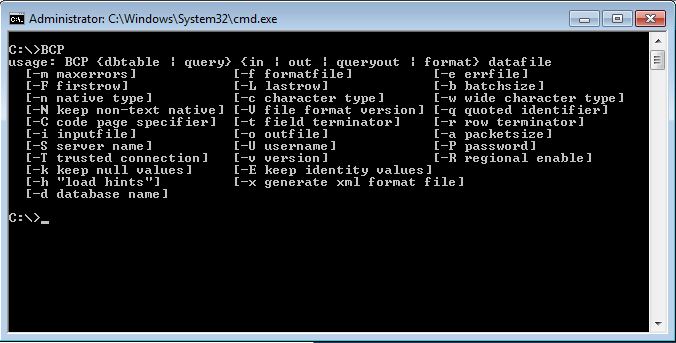 Administrator: C:\Windows\System32\cmd.exe
C:\>BCP
usage: BCP {dbtable | query} {in | out | queryout | format} datafile
[-m maxerrors] [-f formatfile] [-e errfile]
[-F firstrow] [-L lastrow] [-b batchsize]
[-n native type] [-c character type] [-w wide character type]
[-N keep non-text native] [-V file format version] [-q quoted identifier]
[-C code page specifier] [-t field terminator] [-r row terminator]
[-i inputfile] [-o outfile] [-a packetsize]
[-S server name] [-U username] [-P password]
[-T trusted connection] [-v version] [-R regional enable]
[-k keep null values] [-E keep identity values]
[-h "load hints"] [-x generate xml format file]
[-d database name]
C:\>_